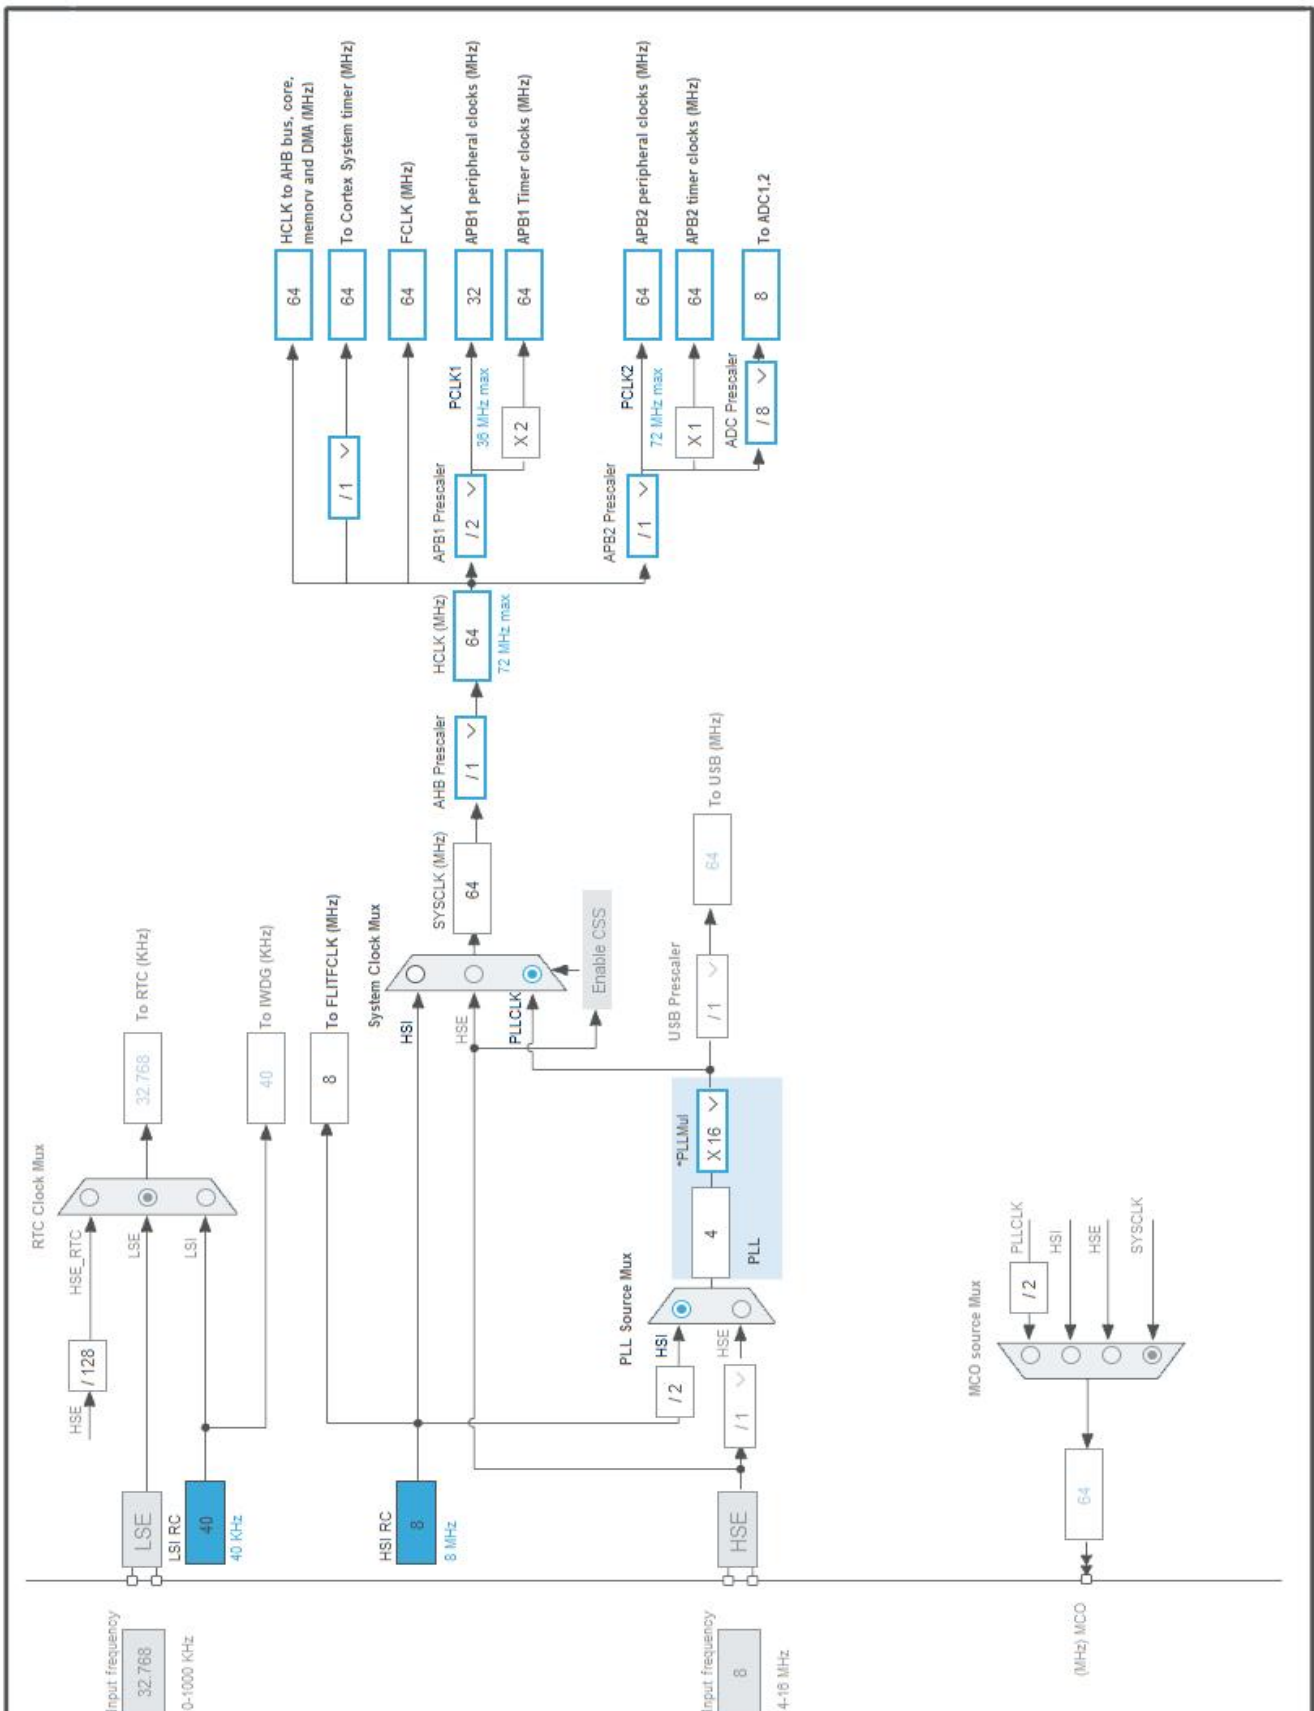 Input frequency
32.768
0-1000 KHz
LSE
LSI RC
40
40 KHz
HSE
/ 128
HSE_RTC
LSE
LSI
RTC Clock Mux
32.768
To RTC (KHz)
40
To IWDG (KHz)
HSI RC
8
8 MHz
8
To FLITFCLK (MHz)
System Clock Mux
HSI
HSE
PLLCLK
Enable CSS
SYSCLK (MHz)
64
AHB Prescaler
/ 1
HCLK (MHz)
64
72 MHz max
/ 1
64
HCLK to AHB bus, core,
memory and DMA (MHz)
64
To Cortex System timer (MHz)
64
FCLK (MHz)
APB1 Prescaler
/ 2
PCLK1
36 MHz max
32
APB1 peripheral clocks (MHz)
X 2
64
APB1 Timer clocks (MHz)
APB2 Prescaler
/ 1
PCLK2
72 MHz max
64
APB2 peripheral clocks (MHz)
X 1
64
APB2 timer clocks (MHz)
ADC Prescaler
/ 8
8
To ADC1,2
Input frequency
8
4-16 MHz
HSE
PLL Source Mux
/ 2
HSI
/ 1
HSE
4
PLL
*PLLMul
X 16
USB Prescaler
/ 1
64
To USB (MHz)
MCO source Mux
/ 2
PLLCLK
HSI
HSE
SYSCLK
64
(MHz) MCO